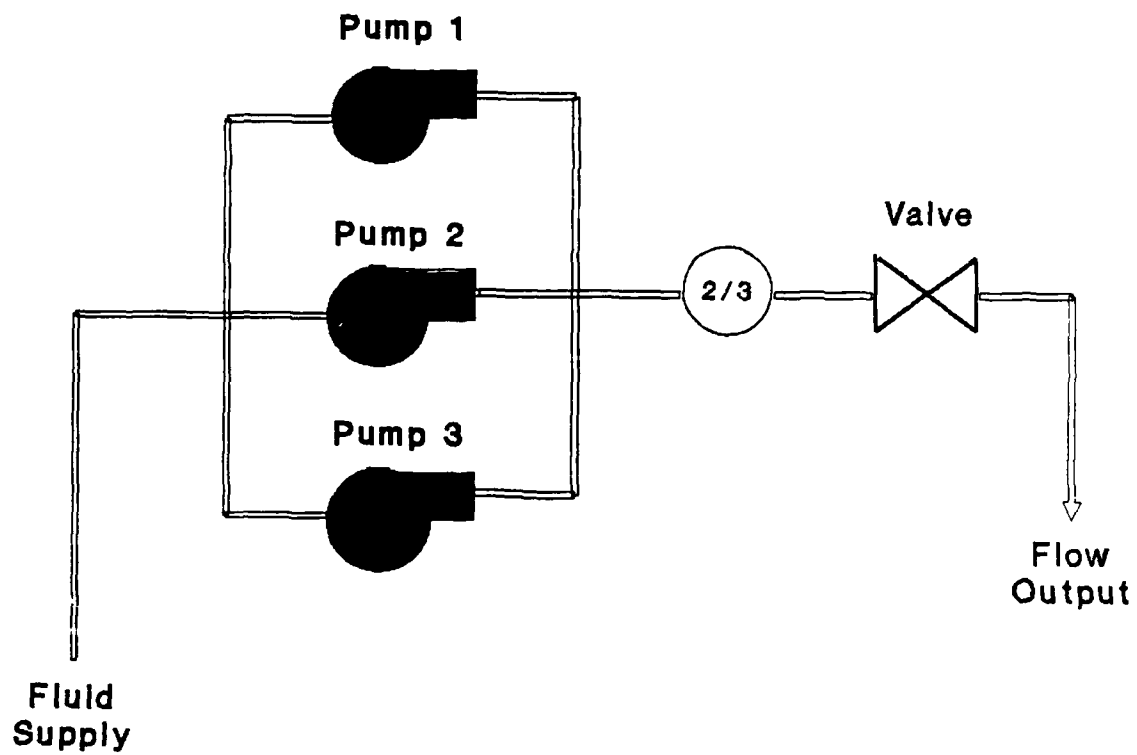 Pump 1
Pump 2
Valve
2/3
Pump 3
Flow
Output
Fluid
Supply